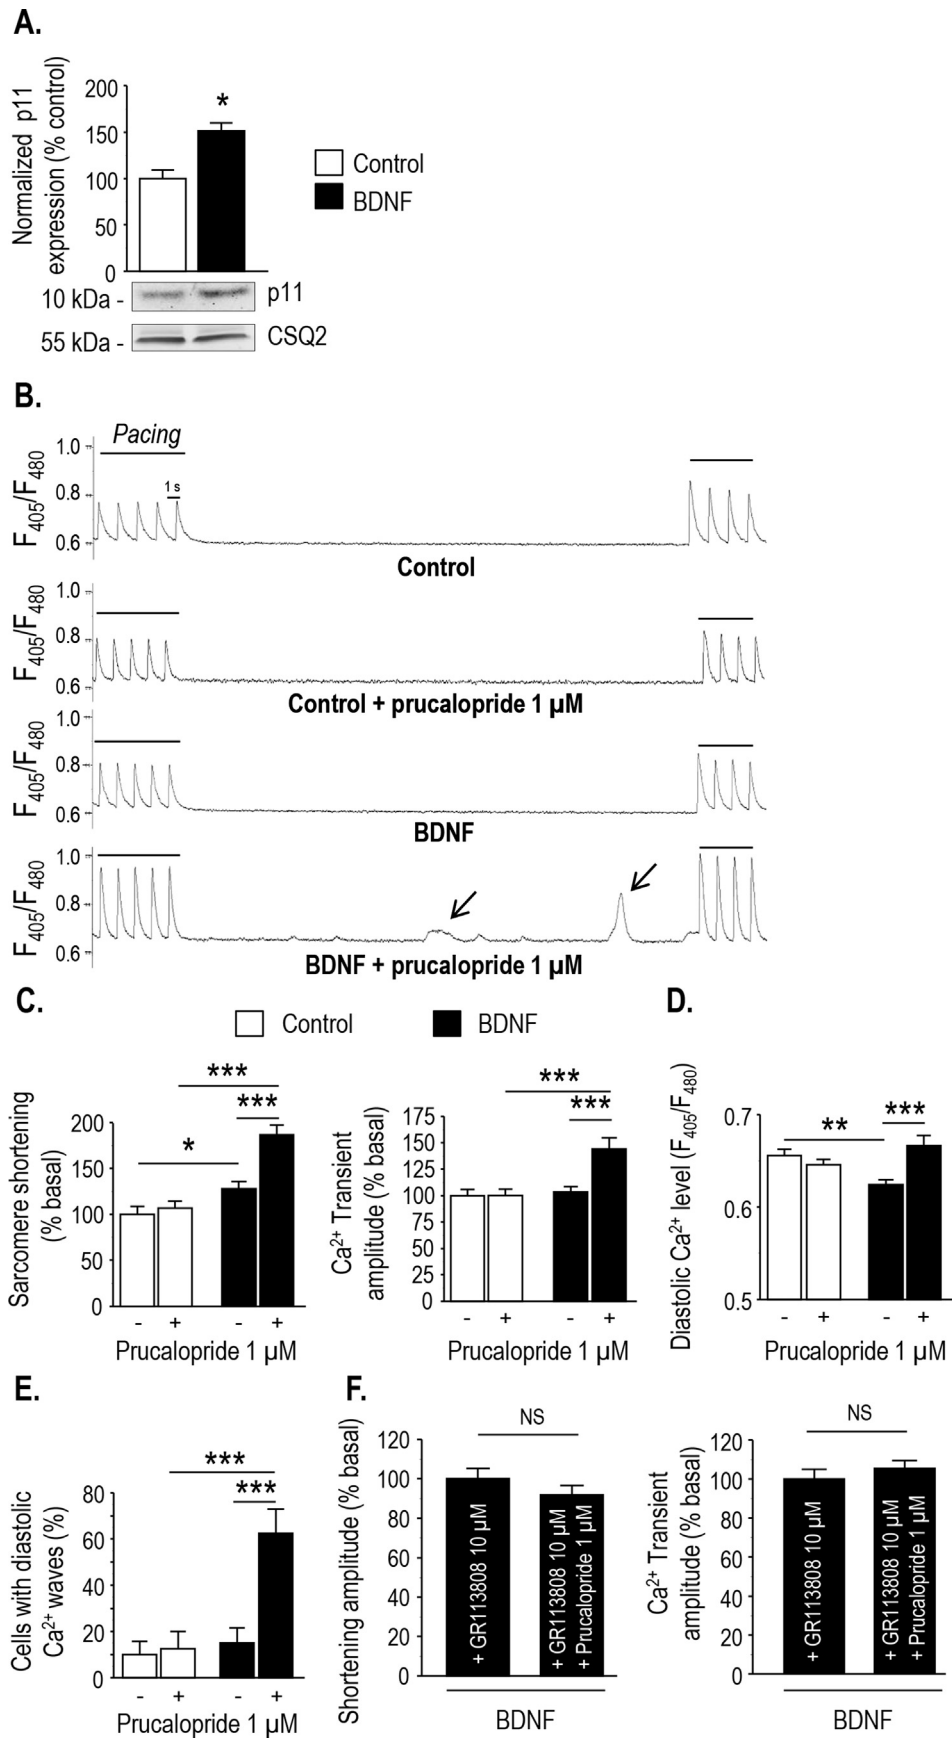 A.
Normalized p11
expression (% control)
200
150
100
50
0
*
Control
BDNF
10 kDa -
p11
55 kDa -
CSQ2
B.
Pacing
1 s
F405/F480
1.0
0.8
0.6
Control
F405/F480
1.0
0.8
0.6
Control + prucalopride 1 µM
F405/F480
1.0
0.8
0.6
BDNF
F405/F480
1.0
0.8
0.6
BDNF + prucalopride 1 µM
C.
Control
BDNF
Sarcomere shortening
(% basal)
200
150
100
50
0
*
***
***
- + - +
Prucalopride 1 µM
Ca2+ Transient
amplitude (% basal)
175
150
125
100
75
50
25
0
***
***
- + - +
Prucalopride 1 µM
D.
Diastolic Ca2+ level (F405/F480)
0.7
0.6
0.5
**
***
- + - +
Prucalopride 1 µM
E.
Cells with diastolic
Ca2+ waves (%)
80
60
40
20
0
***
***
- + - +
Prucalopride 1 µM
F.
Shortening amplitude (% basal)
120
100
80
60
40
20
0
NS
+ GR113808 10 µM
+ GR113808 10 µM
+ Prucalopride 1 µM
BDNF
Ca2+ Transient
amplitude (% basal)
120
100
80
60
40
20
0
NS
+ GR113808 10 µM
+ GR113808 10 µM
+ Prucalopride 1 µM
BDNF